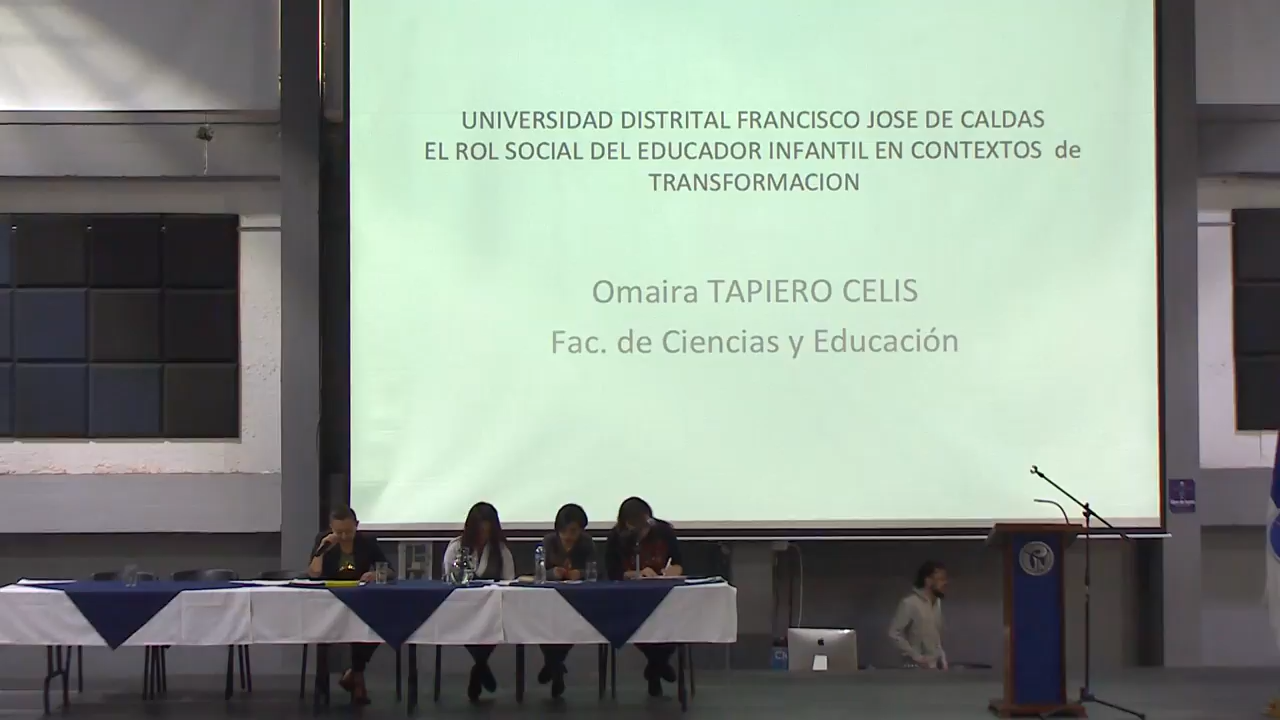 UNIVERSIDAD DISTRITAL FRANCISCO JOSE DE CALDAS
EL ROL SOCIAL DEL EDUCADOR INFANTIL EN CONTEXTOS de
TRANSFORMACION
Omaira TAPIERO CELIS
Fac. de Ciencias y Educación